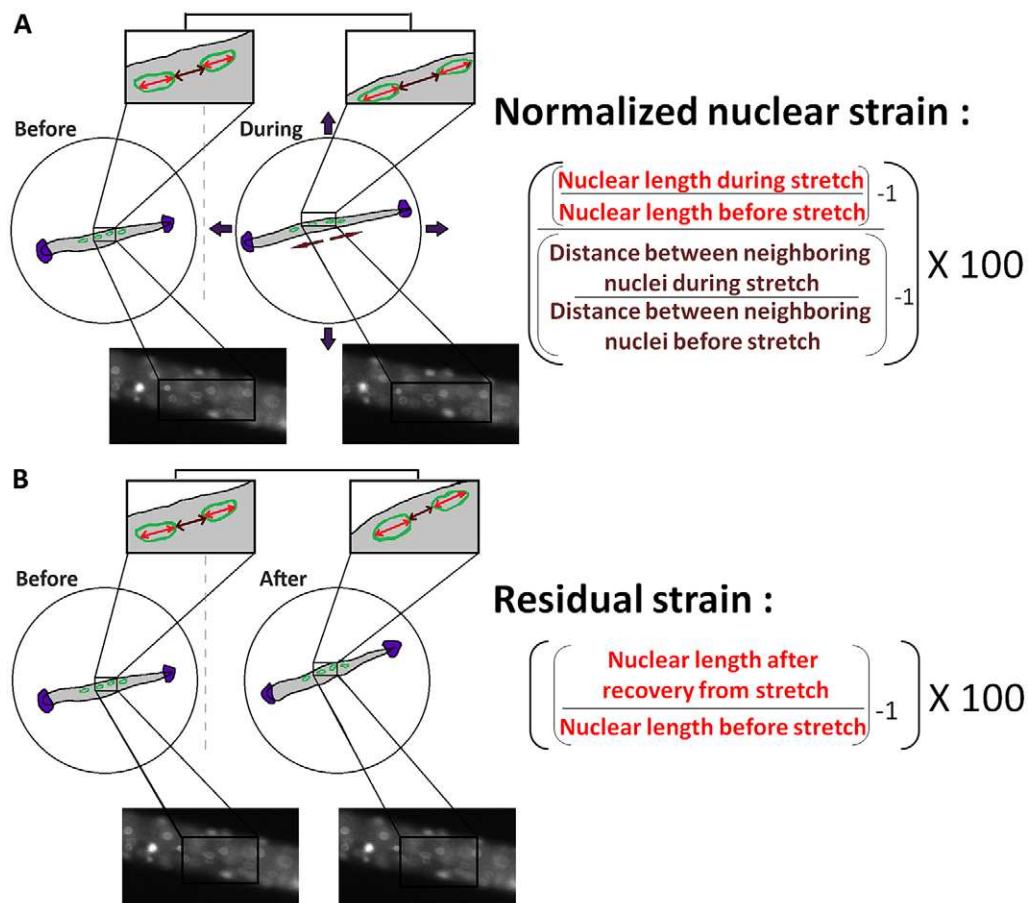 A
Before
During
Normalized nuclear strain :
Nuclear length during stretch
Nuclear length before stretch
-1
Distance between neighboring
nuclei during stretch
Distance between neighboring
nuclei before stretch
-1
X 100
B
Before
After
Residual strain :
Nuclear length after
recovery from stretch
Nuclear length before stretch
-1
X 100